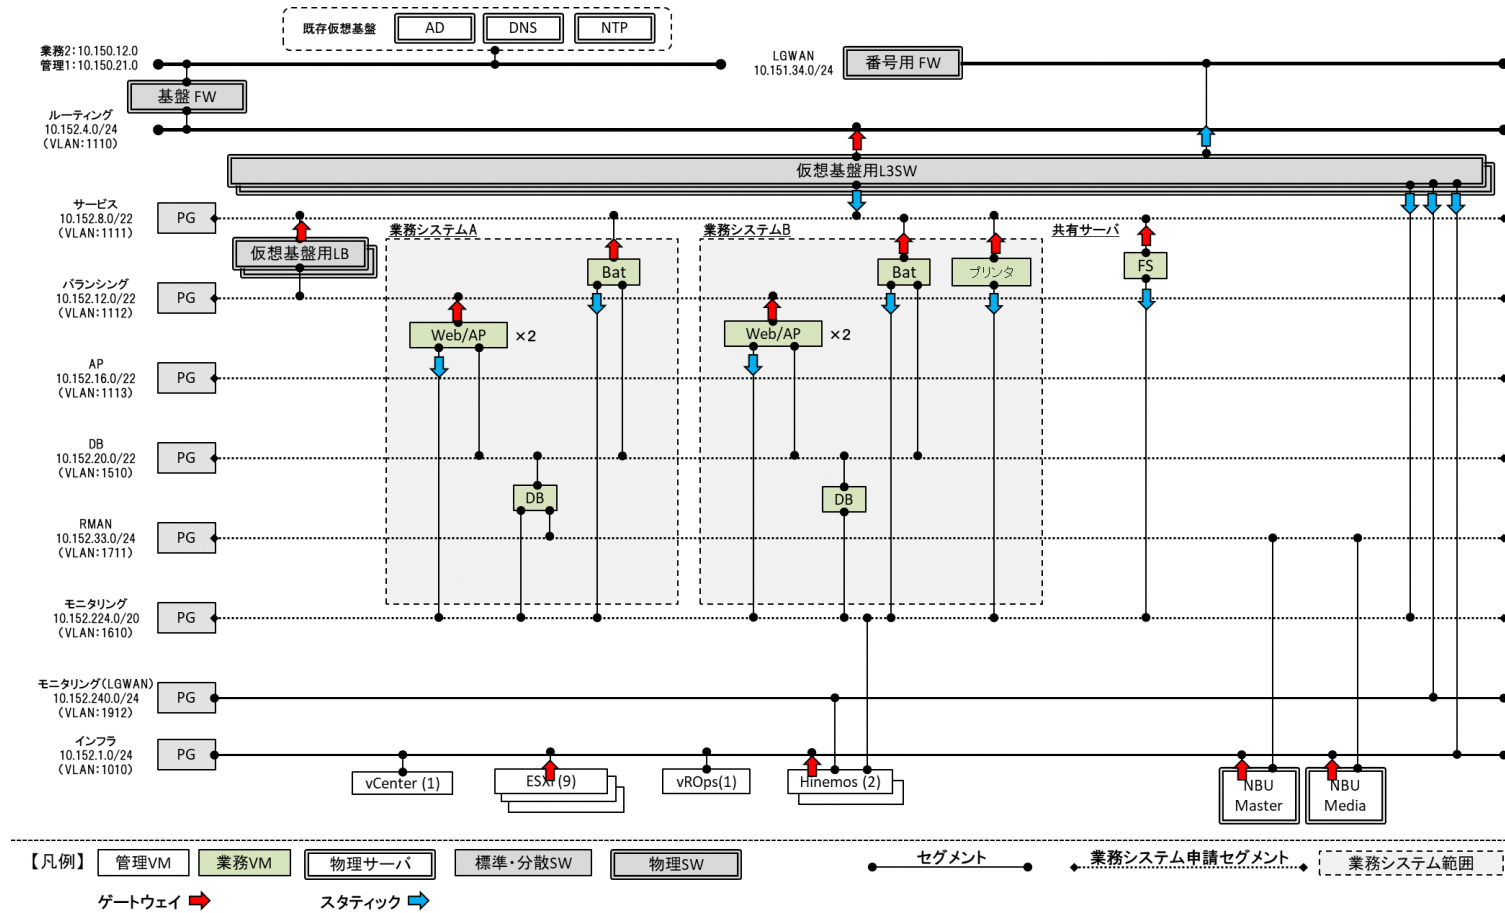 既存仮想基盤
AD
DNS
NTP
業務2:10.150.12.0
管理1:10.150.21.0
LGWAN
10.151.34.0/24
番号用 FW
基盤 FW
ルーティング
10.152.4.0/24
(VLAN:1110)
仮想基盤用L3SW
サービス
10.152.8.0/22
(VLAN:1111)
PG
業務システムA
業務システムB
共有サーバ
仮想基盤用LB
Bat
Bat
プリンタ
FS
バランシング
10.152.12.0/22
(VLAN:1112)
PG
Web/AP
×2
Web/AP
×2
AP
10.152.16.0/22
(VLAN:1113)
PG
DB
10.152.20.0/22
(VLAN:1510)
PG
DB
DB
RMAN
10.152.33.0/24
(VLAN:1711)
PG
モニタリング
10.152.224.0/20
(VLAN:1610)
PG
モニタリング(LGWAN)
10.152.240.0/24
(VLAN:1912)
PG
インフラ
10.152.1.0/24
(VLAN:1010)
PG
vCenter (1)
ESXi (9)
vROps(1)
Hinemos (2)
NBU
Master
NBU
Media
【凡例】
管理VM
業務VM
物理サーバ
標準・分散SW
物理SW
セグメント
業務システム申請セグメント
業務システム範囲
ゲートウェイ
スタティック